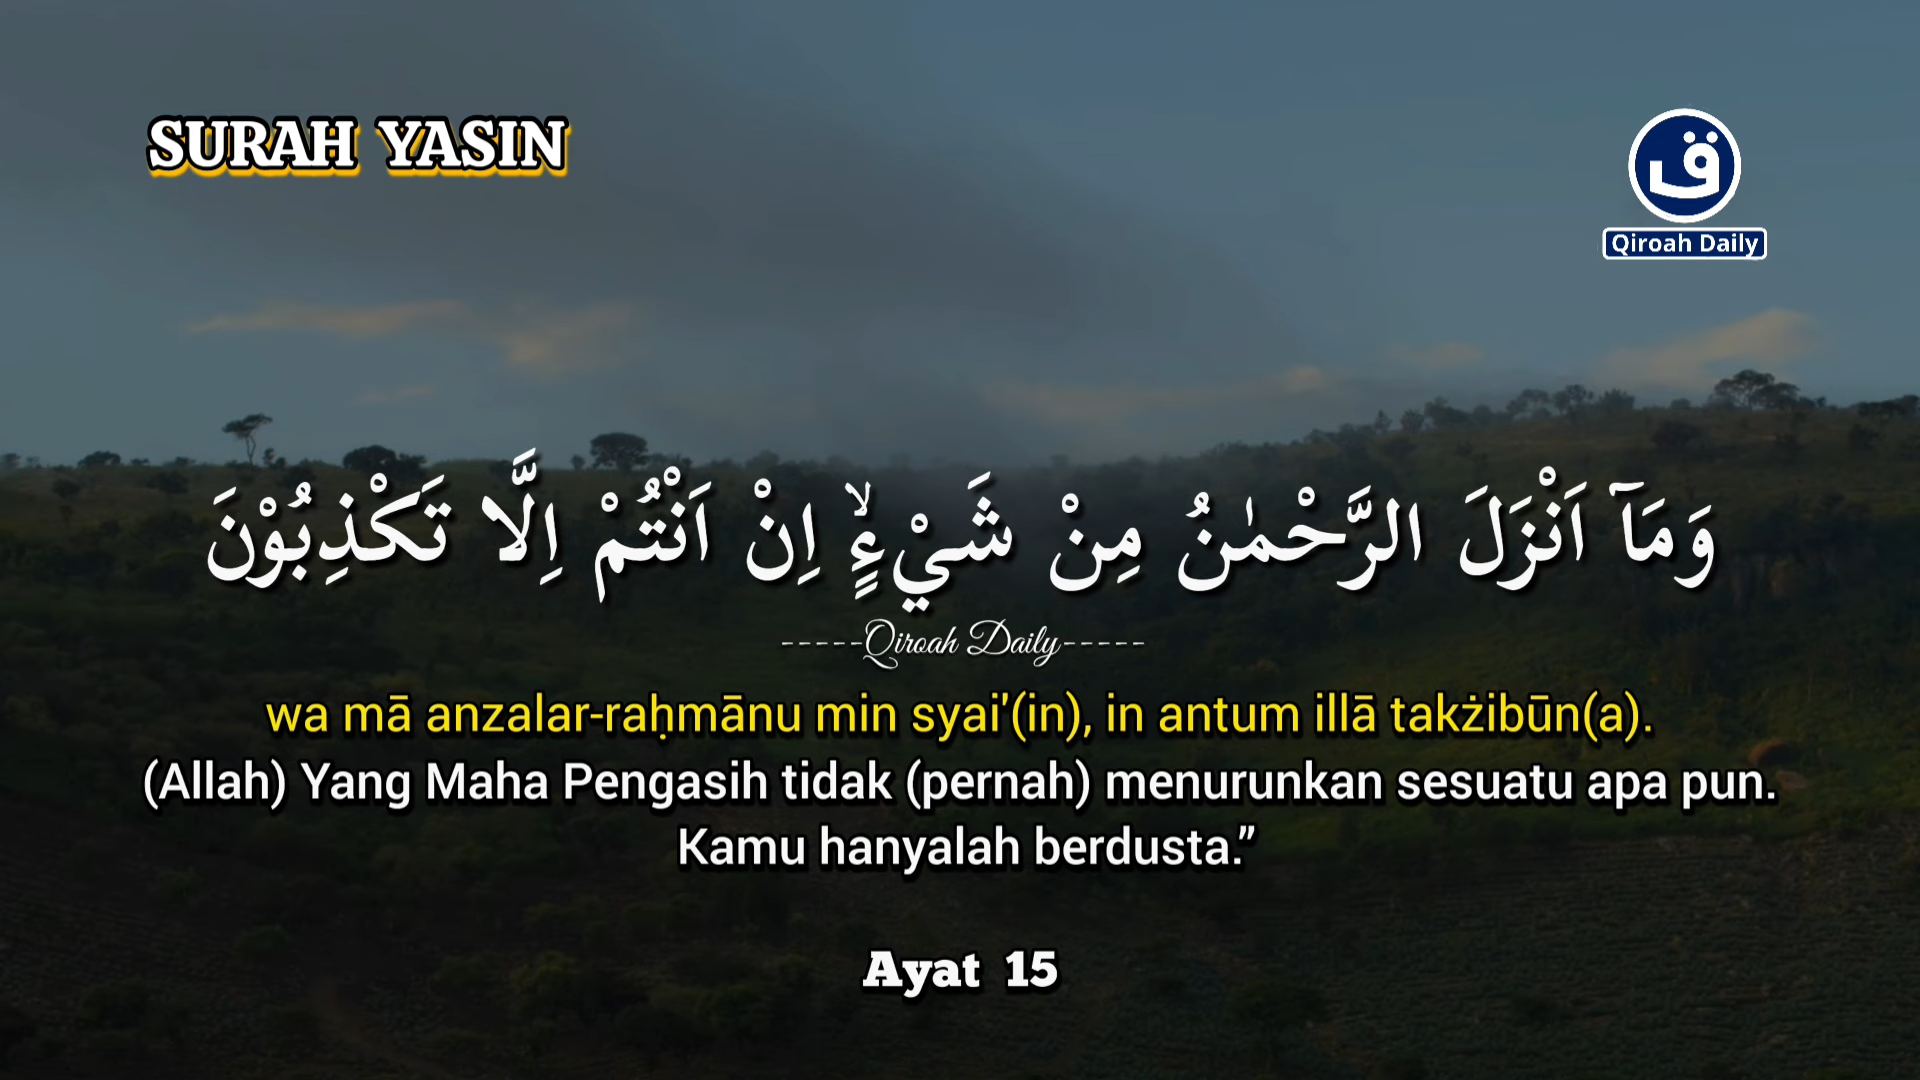 SURAH YASIN
ق
Qiroah Daily
وَمَآ اَنْزَلَ الرَّحْمٰنُ مِنْ شَيْءٍۙ اِنْ اَنْتُمْ اِلَّا تَكْذِبُوْنَ
-----Qiroah Daily-----
wa mā anzalar-raḥmānu min syai'(in), in antum illā takżibūn(a).
(Allah) Yang Maha Pengasih tidak (pernah) menurunkan sesuatu apa pun.
Kamu hanyalah berdusta.”
Ayat 15